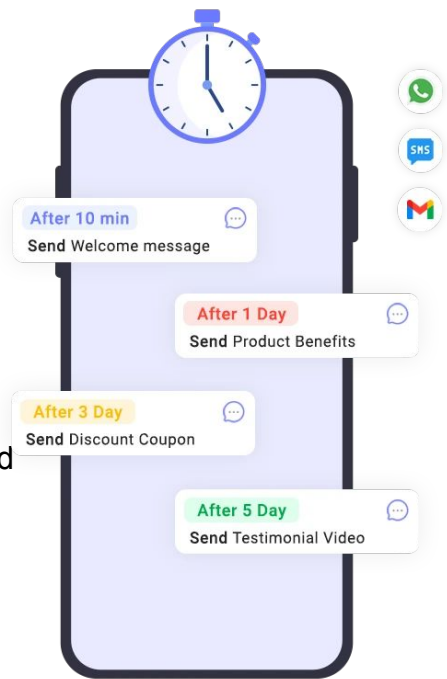 SMS
After 10 min
Send Welcome message
After 1 Day
Send Product Benefits
After 3 Day
Send Discount Coupon
d
After 5 Day
Send Testimonial Video